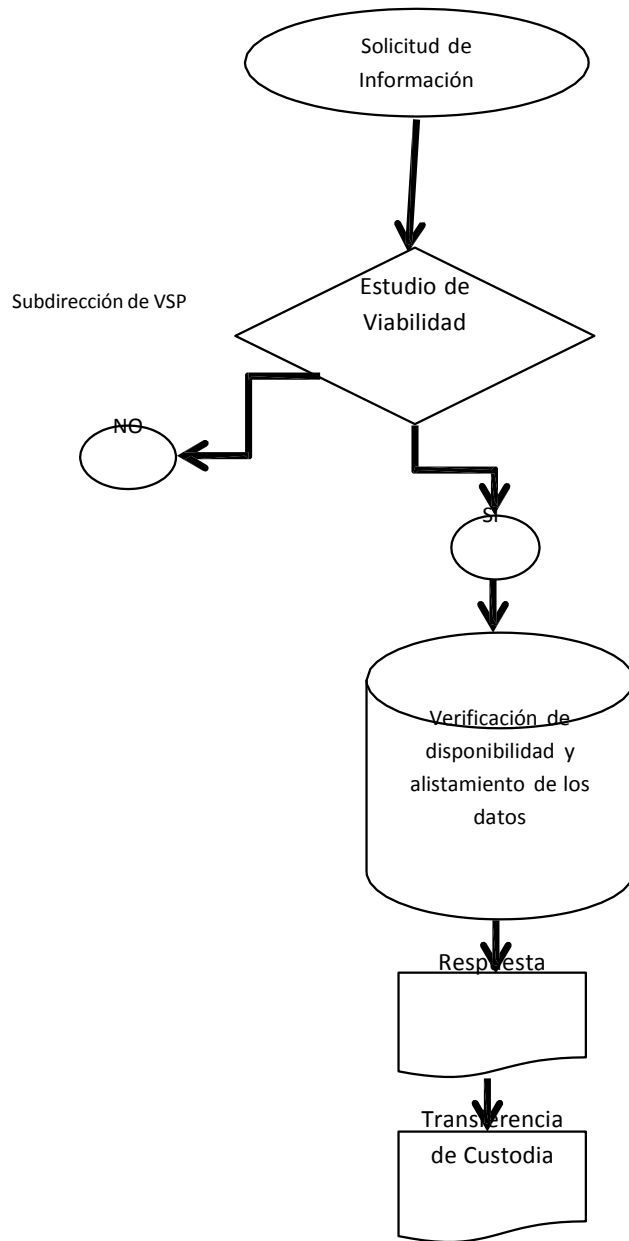 Solicitud de
Información
Estudio de
Viabilidad
Subdirección de VSP
NO
SI
Verificación de
disponibilidad y
alistamiento de los
datos
Respuesta
Transferencia
de Custodia